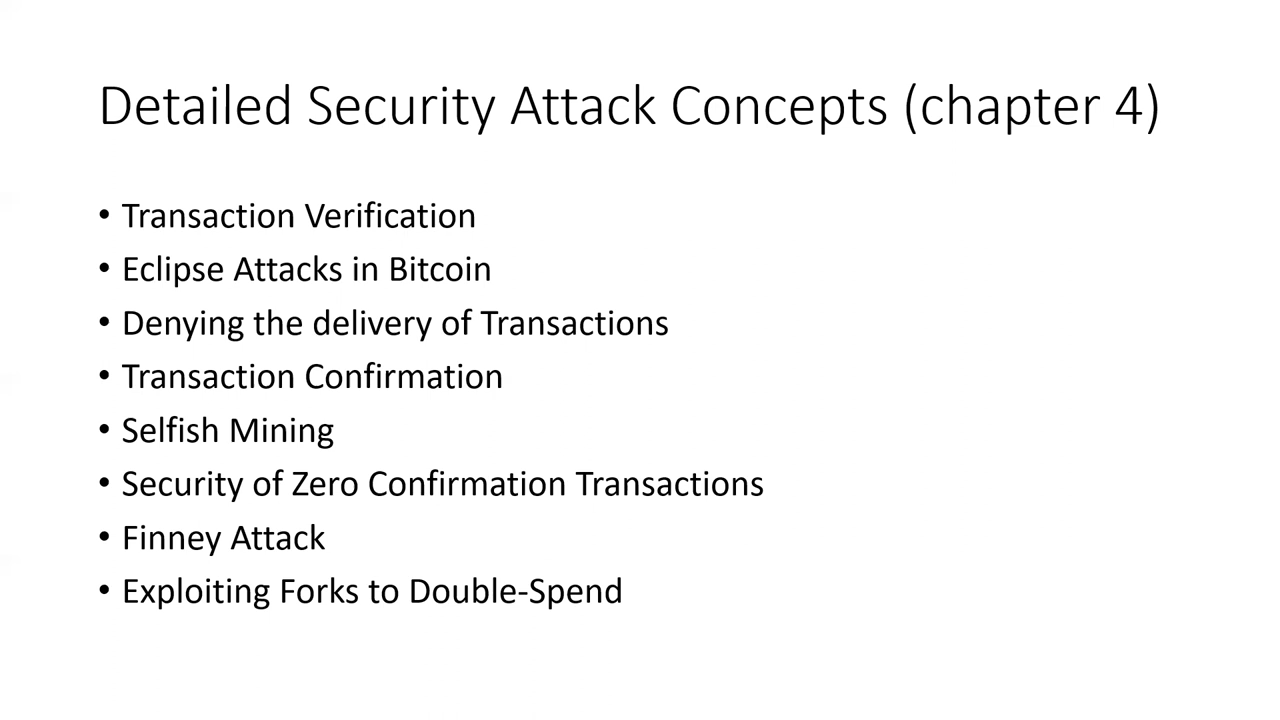 Detailed Security Attack Concepts (chapter 4)
• Transaction Verification
• Eclipse Attacks in Bitcoin
• Denying the delivery of Transactions
• Transaction Confirmation
• Selfish Mining
• Security of Zero Confirmation Transactions
• Finney Attack
• Exploiting Forks to Double-Spend